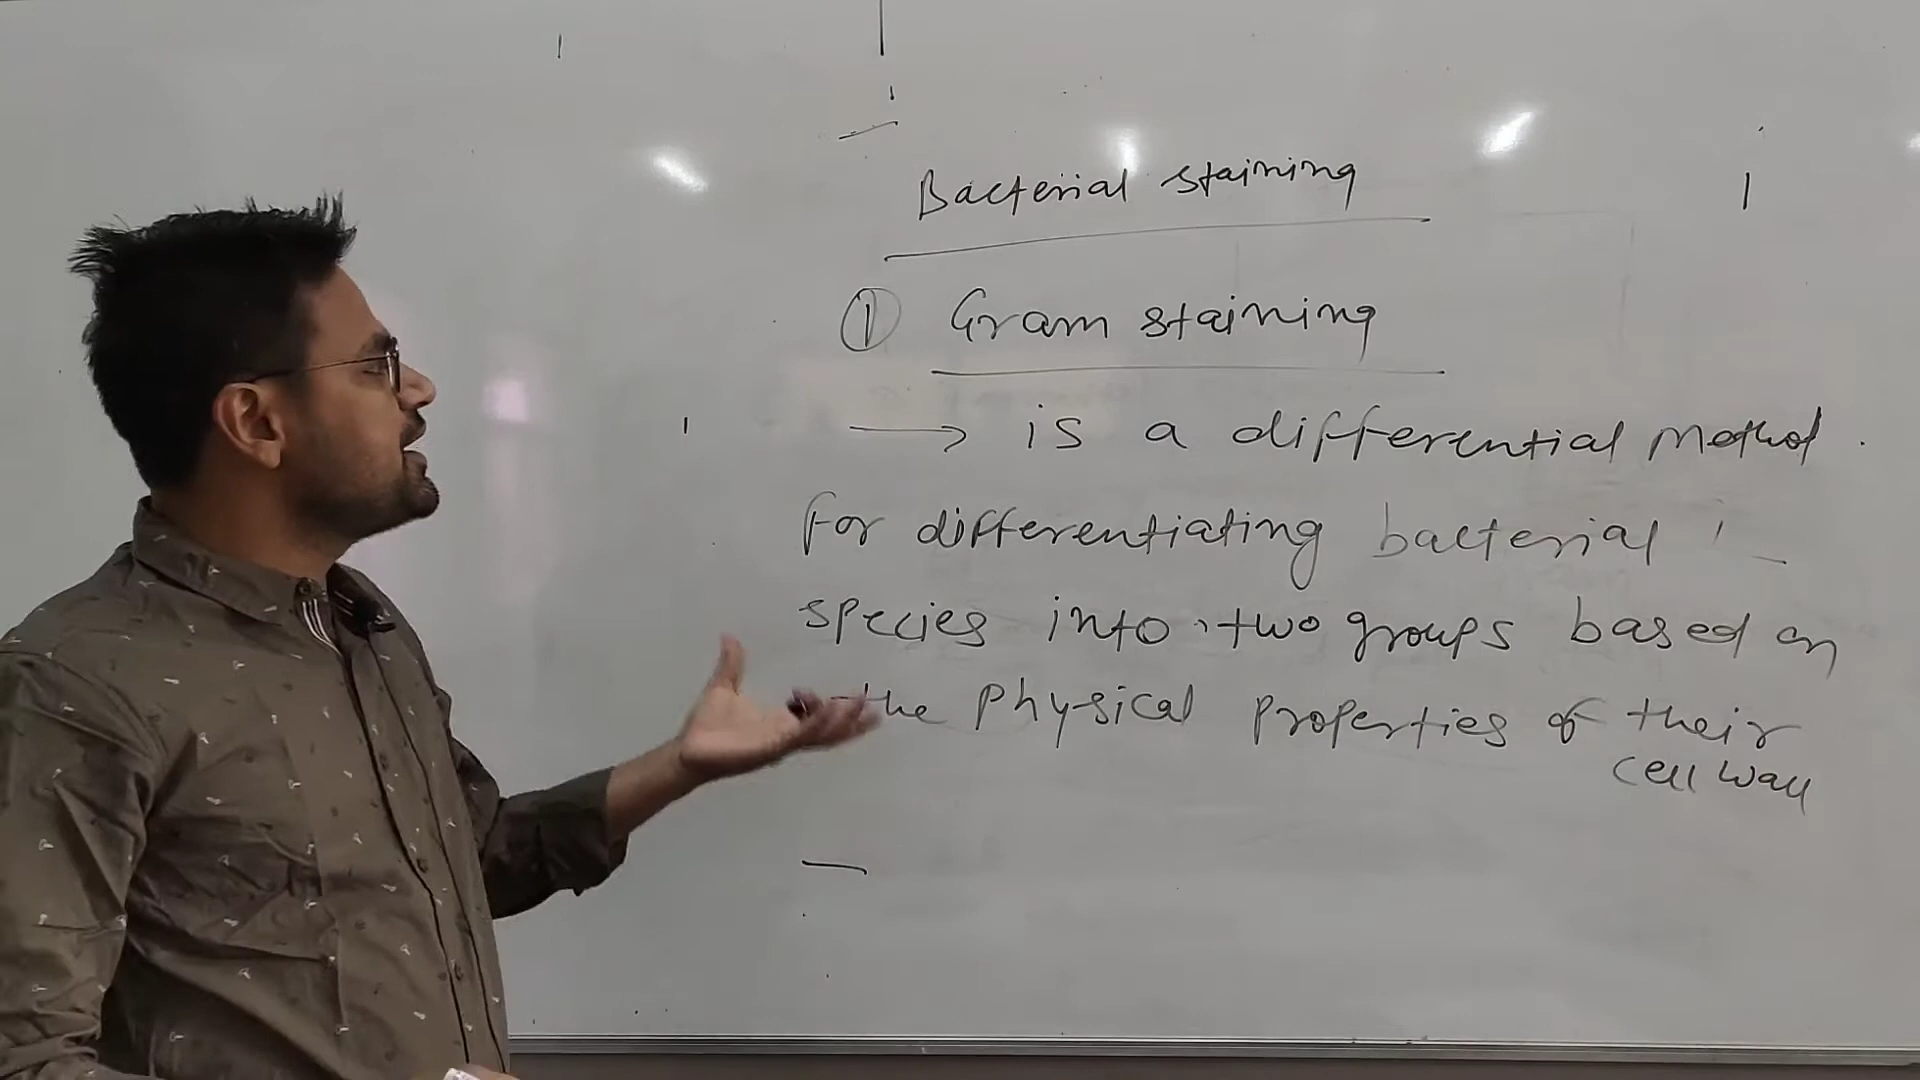 Bacterial staining
① Gram staining
→ is a differential Method
For differentiating bacterial
species into two groups based on
the Physical Properties of their
cell wall